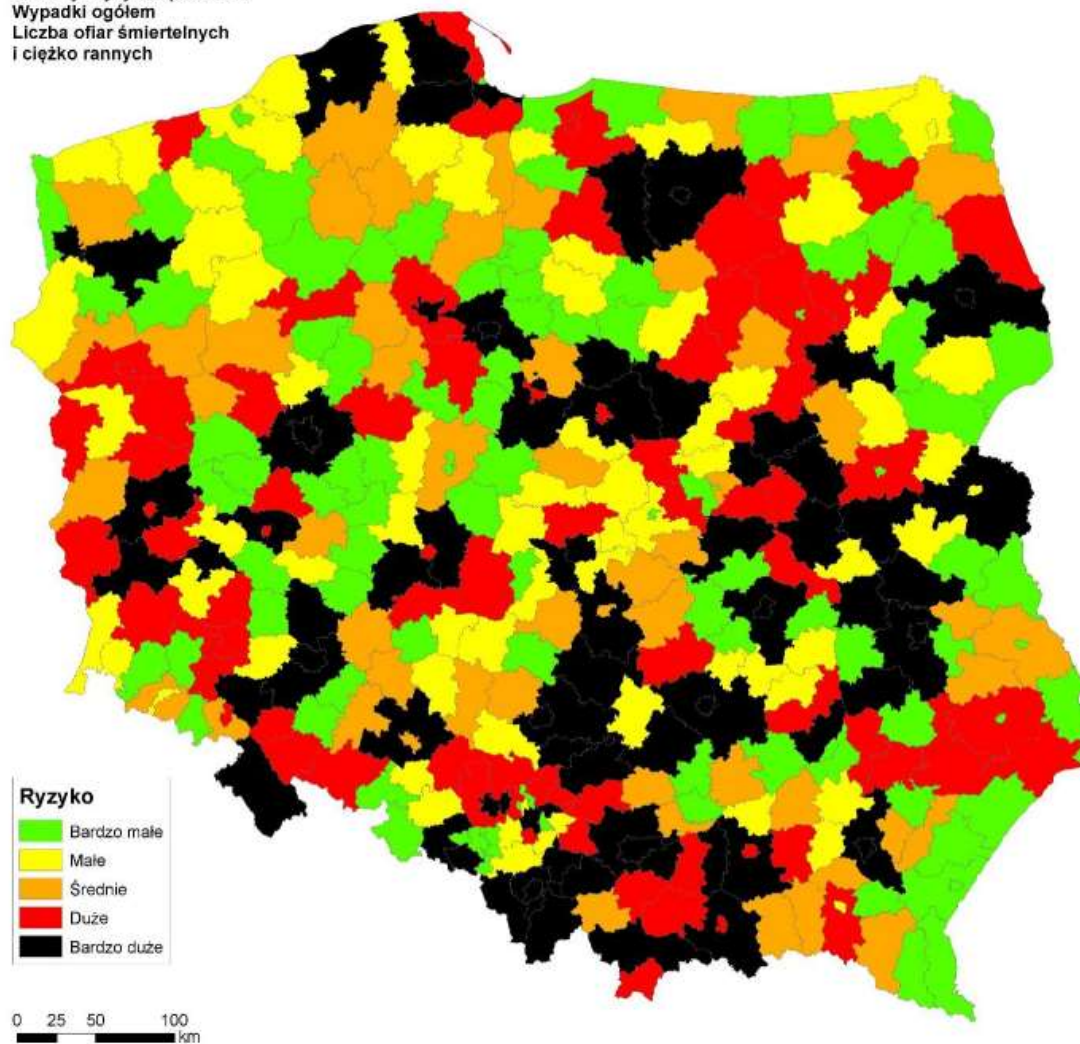 Wypadki ogółem
Liczba ofiar śmiertelnych
i ciężko rannych
Ryzyko
Bardzo małe
Małe
Średnie
Duże
Bardzo duże
0 25 50 100
km